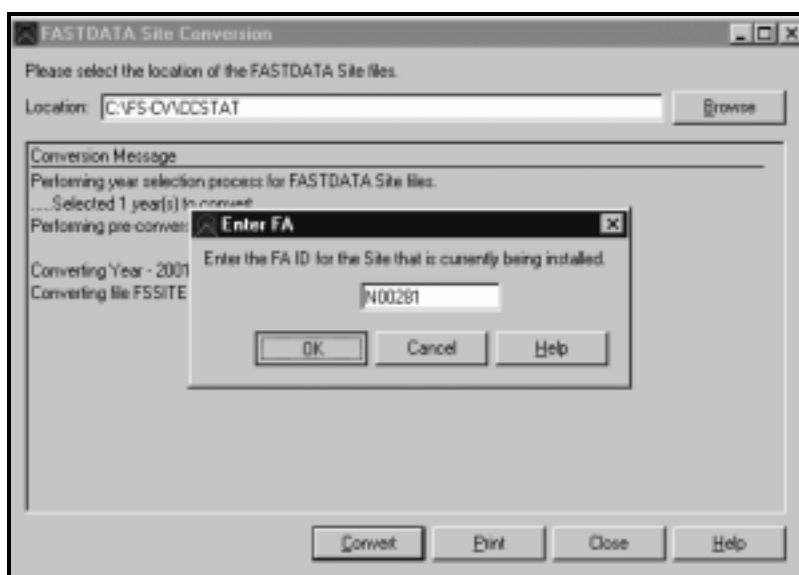 FASTDATA Site Conversion
Please select the location of the FASTDATA Site files.
Location: C:\FS-CV\CCSTAT Browse
Conversion Message
Performing year selection process for FASTDATA Site files.
.....Selected 1 year(s) to convert
Performing pre-conver
Enter FA
Enter the FA ID for the Site that is currently being installed.
Converting Year - 2001
N00281
Converting file FSSITE
OK Cancel Help
Convert Print Close Help